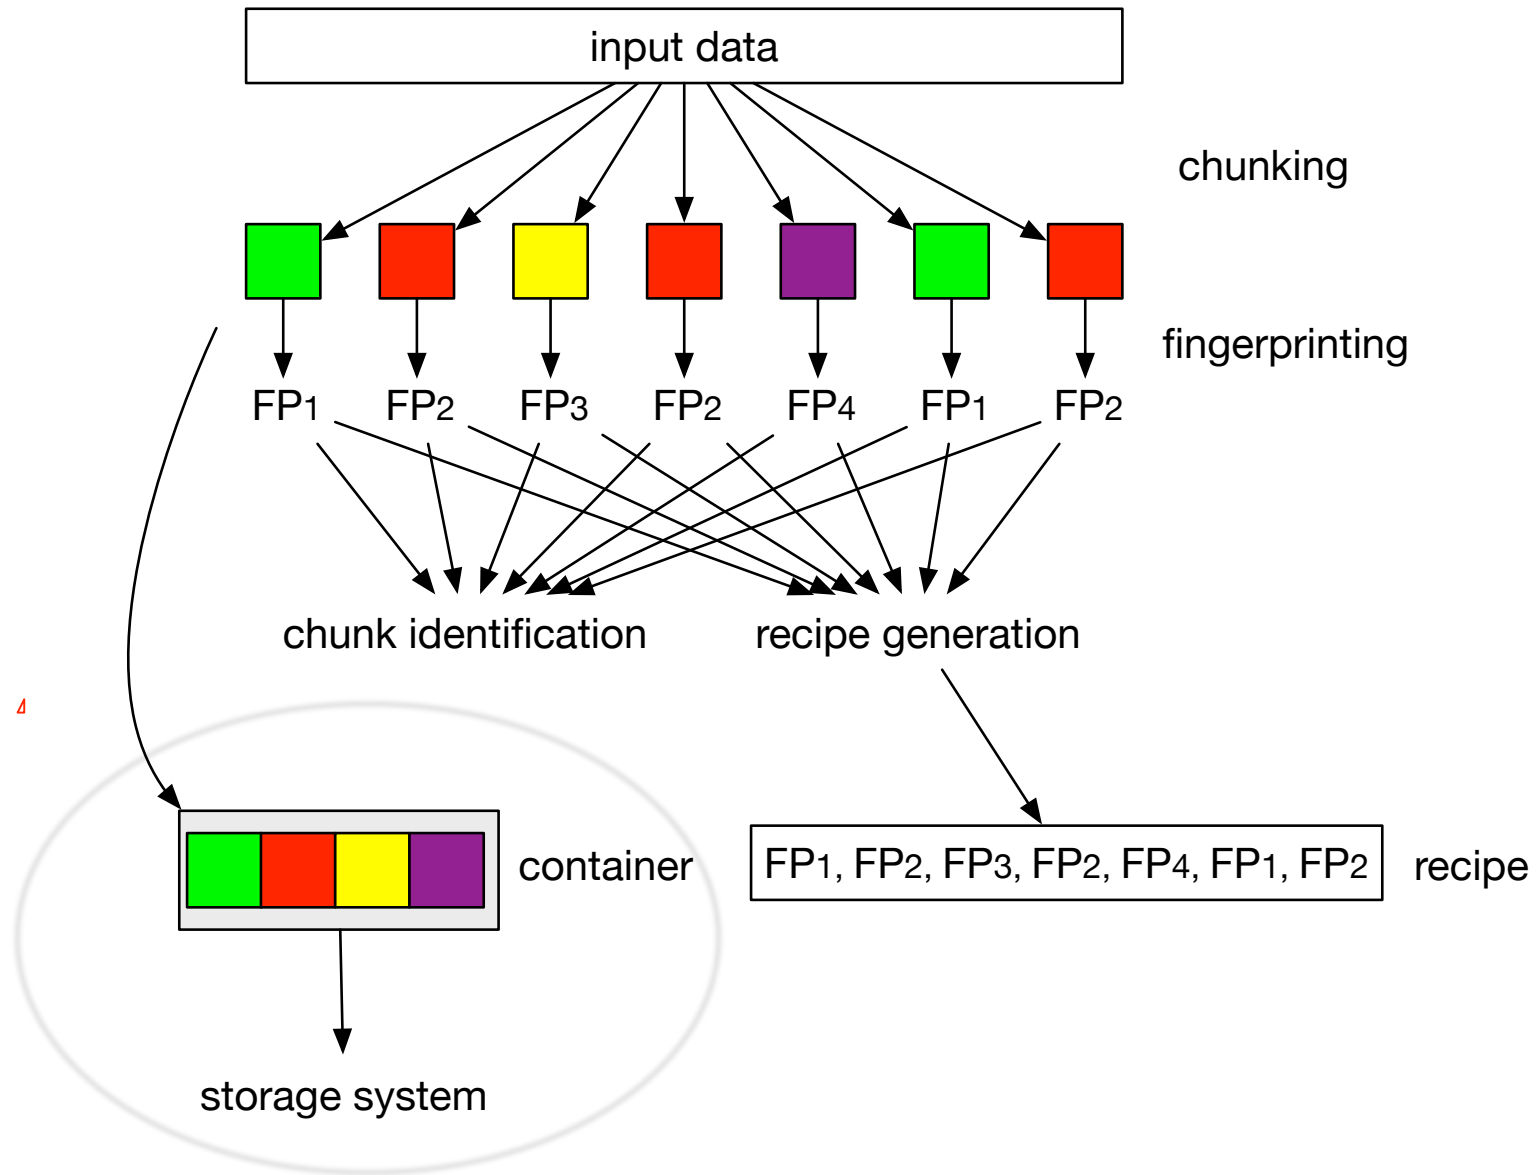 input data
chunking
fingerprinting
FP1 FP2 FP3 FP2 FP4 FP1 FP2
chunk identification recipe generation
container
FP1, FP2, FP3, FP2, FP4, FP1, FP2
recipe
storage system